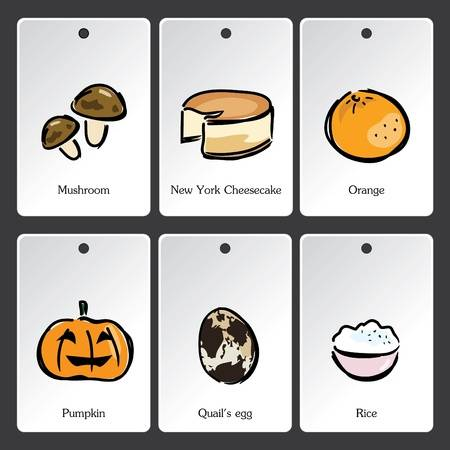 Mushroom
New York Cheesecake
Orange
Pumpkin
Quail's egg
Rice